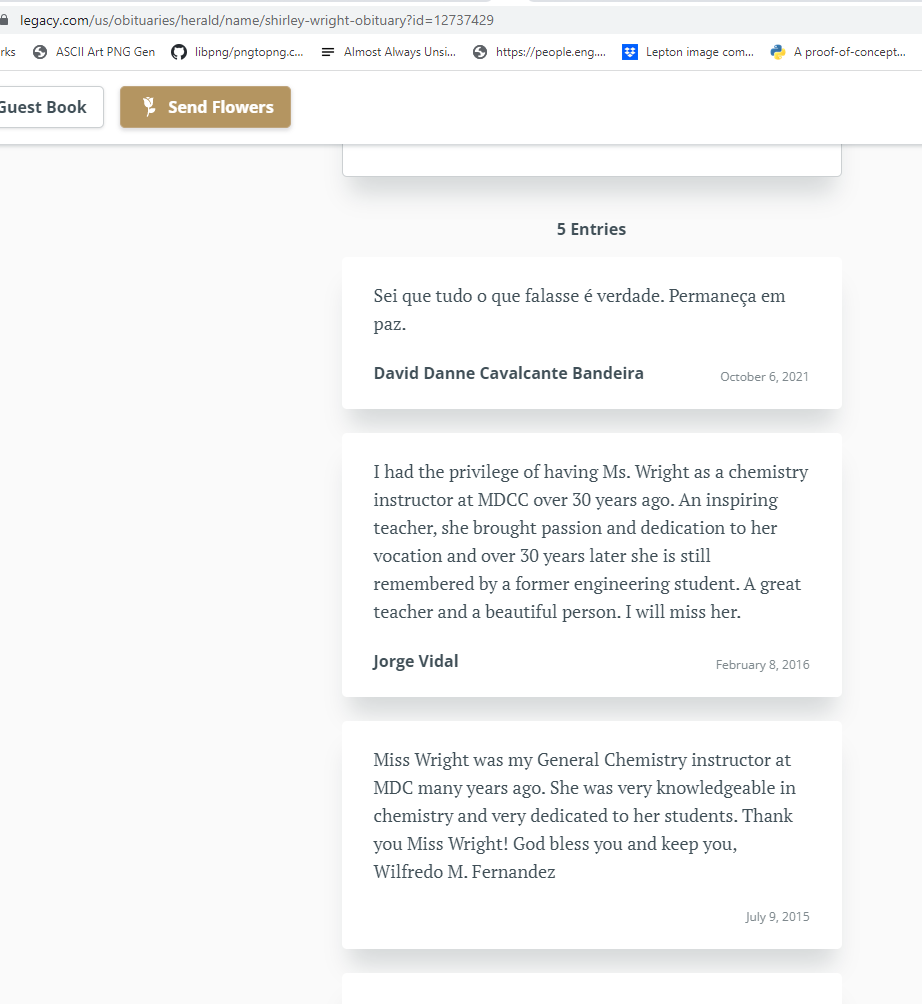 legacy.com/us/obituaries/herald/name/shirley-wright-obituary?id=12737429
rks ASCII Art PNG Gen libpng/pngtopng.c... Almost Always Unsi... https://people.eng.... Lepton image com... A proof-of-concept...
Guest Book Send Flowers
5 Entries
Sei que tudo o que falasse é verdade. Permaneça em
paz.
David Danne Cavalcante Bandeira October 6, 2021
I had the privilege of having Ms. Wright as a chemistry
instructor at MDCC over 30 years ago. An inspiring
teacher, she brought passion and dedication to her
vocation and over 30 years later she is still
remembered by a former engineering student. A great
teacher and a beautiful person. I will miss her.
Jorge Vidal February 8, 2016
Miss Wright was my General Chemistry instructor at
MDC many years ago. She was very knowledgeable in
chemistry and very dedicated to her students. Thank
you Miss Wright! God bless you and keep you,
Wilfredo M. Fernandez
July 9, 2015